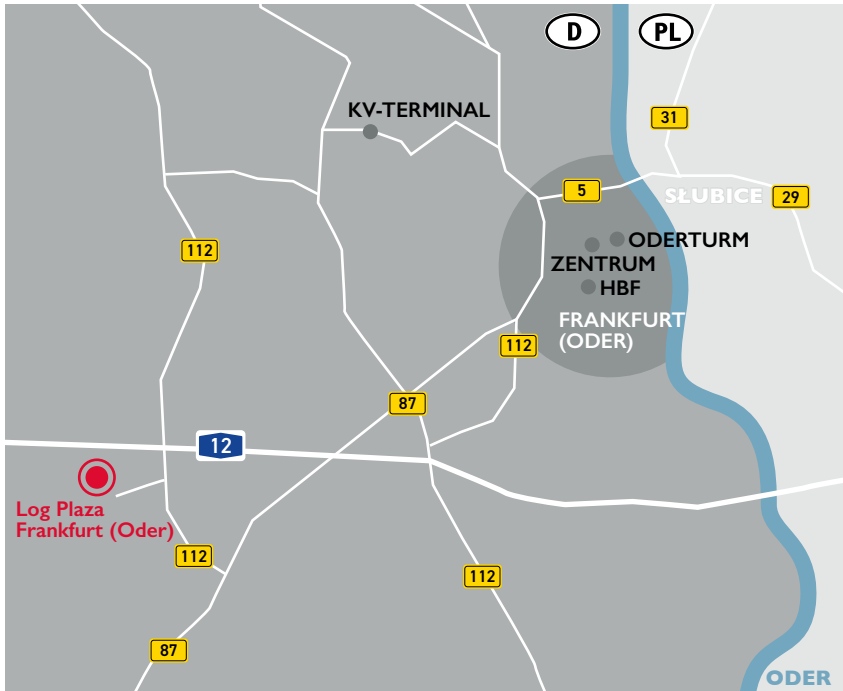 D
PL
KV-TERMINAL
31
5
SŁUBICE
29
112
ODERTURM
ZENTRUM
HBF
FRANKFURT
(ODER)
112
87
12
Log Plaza
Frankfurt (Oder)
112
112
87
ODER